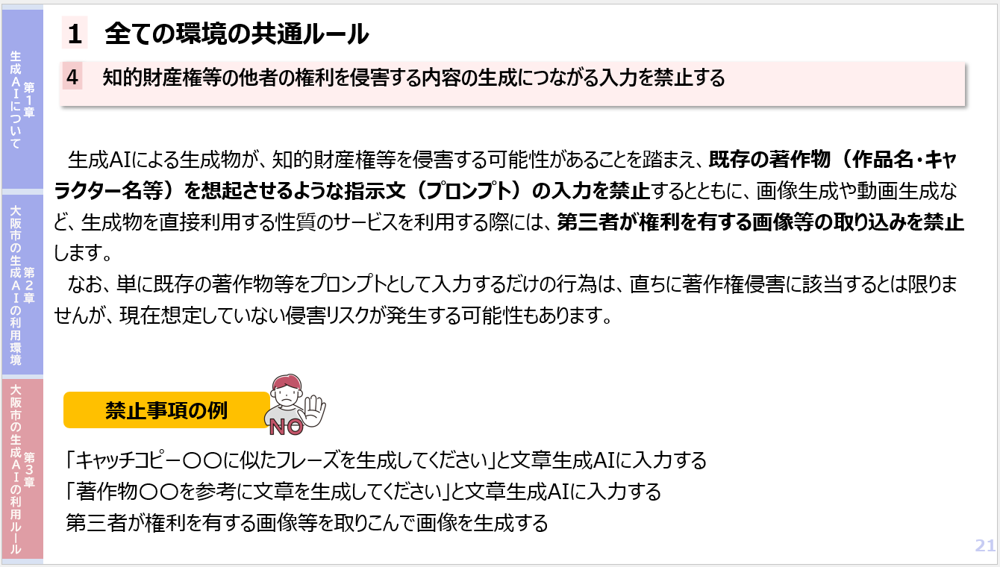 第1章
生成AIについて
第2章
大阪市の生成AIの利用環境
第3章
大阪市の生成AIの利用ルール
1 全ての環境の共通ルール
4 知的財産権等の他者の権利を侵害する内容の生成につながる入力を禁止する
生成AIによる生成物が、知的財産権等を侵害する可能性があることを踏まえ、既存の著作物（作品名・キャ
ラクター名等）を想起させるような指示文（プロンプト）の入力を禁止するとともに、画像生成や動画生成な
ど、生成物を直接利用する性質のサービスを利用する際には、第三者が権利を有する画像等の取り込みを禁止
します。
なお、単に既存の著作物等をプロンプトとして入力するだけの行為は、直ちに著作権侵害に該当するとは限りま
せんが、現在想定していない侵害リスクが発生する可能性もあります。
禁止事項の例
NO
「キャッチコピー〇〇に似たフレーズを生成してください」と文章生成AIに入力する
「著作物〇〇を参考に文章を生成してください」と文章生成AIに入力する
第三者が権利を有する画像等を取りこんで画像を生成する
21